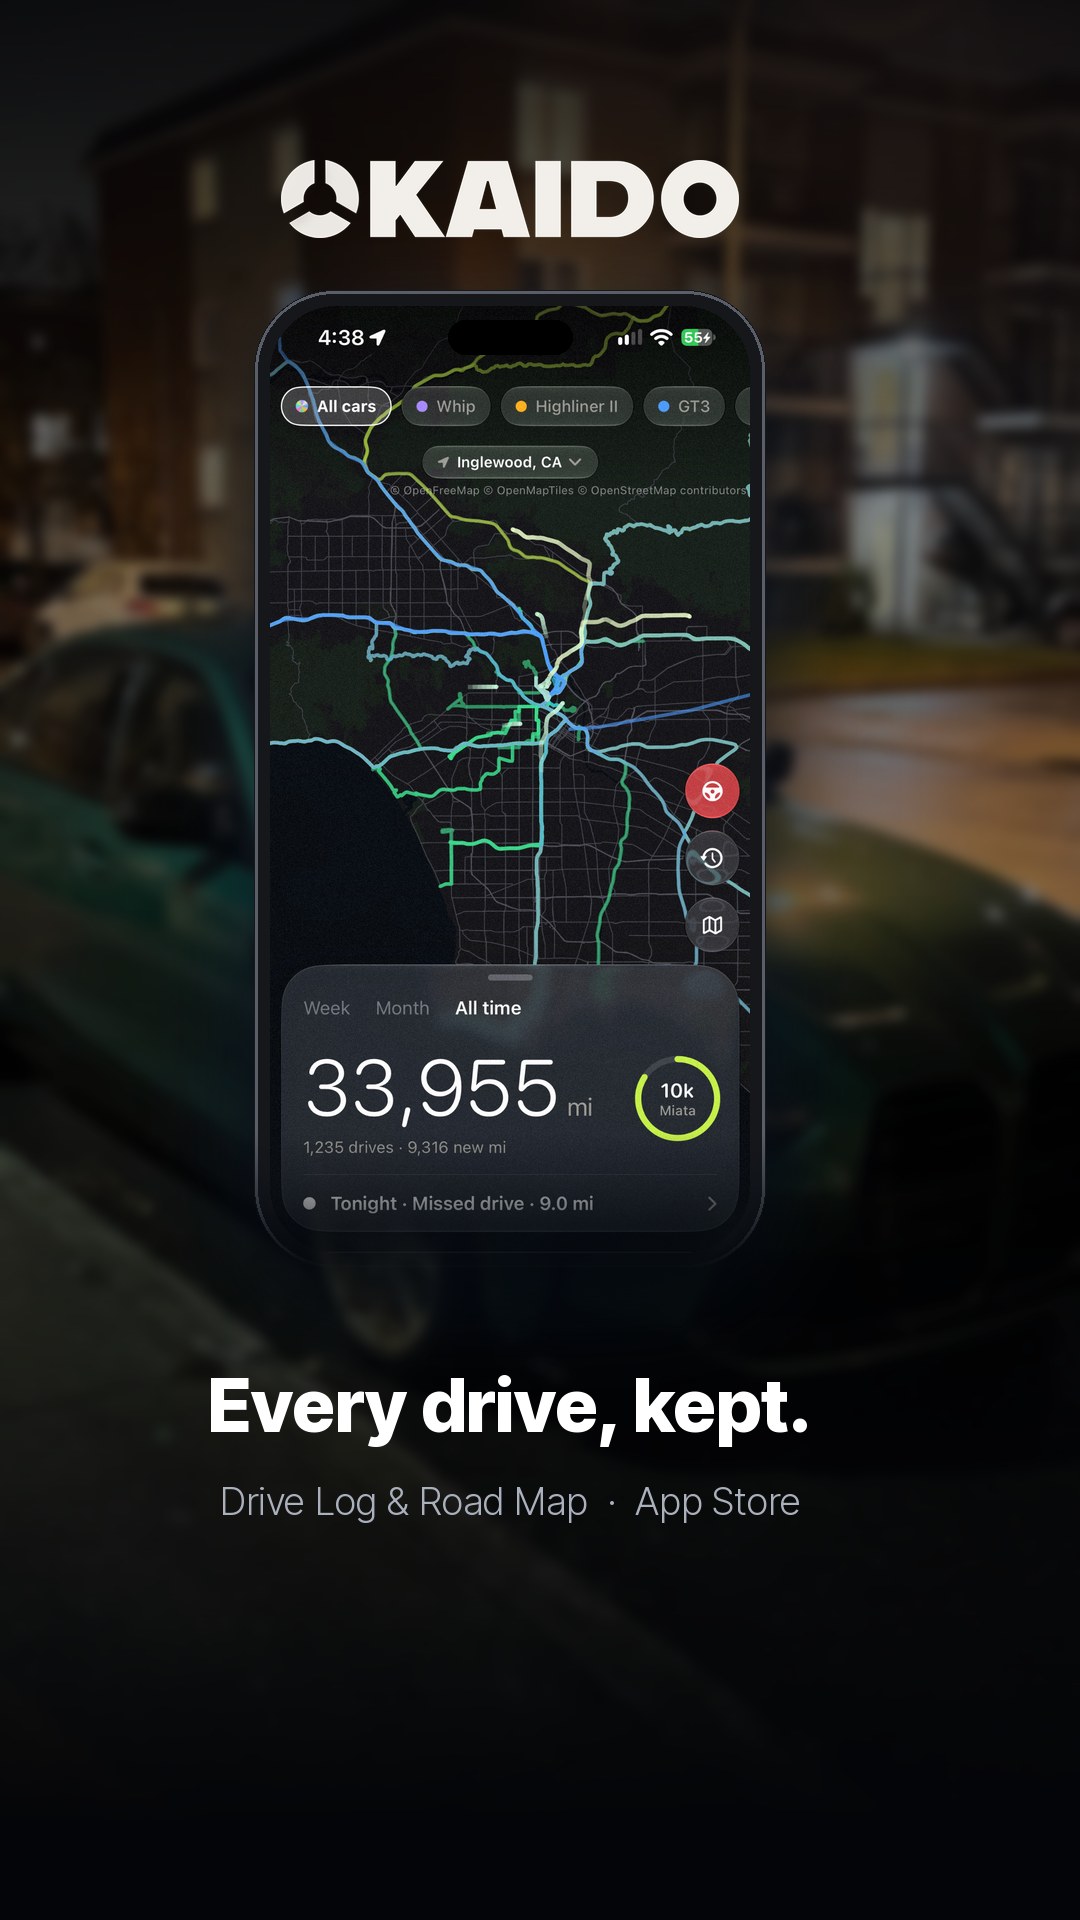 KAIDO
4:38
55
All cars
Whip
Highliner II
GT3
Inglewood, CA
© OpenFreeMap © OpenMapTiles © OpenStreetMap contributors
Week
Month
All time
33,955 mi
10k
Miata
1,235 drives · 9,316 new mi
Tonight · Missed drive · 9.0 mi
Every drive, kept.
Drive Log & Road Map · App Store